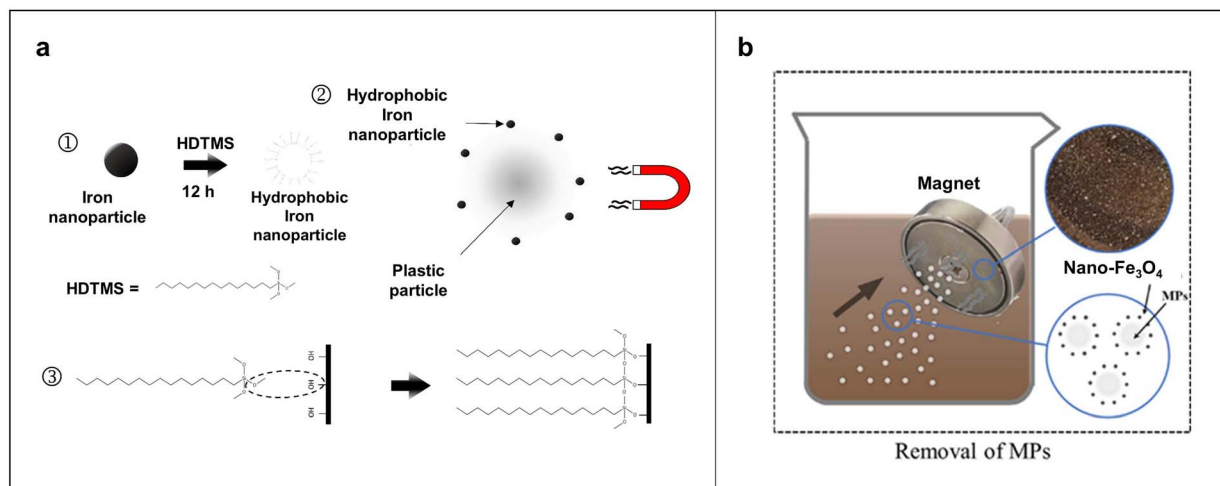 a
①
Iron
nanoparticle
HDTMS
12 h
Hydrophobic
Iron
nanoparticle
②
Hydrophobic
Iron
nanoparticle
Plastic
particle
HDTMS =
③
OH
OH
OH
b
Magnet
Nano-Fe₃O₄
MPs
Removal of MPs